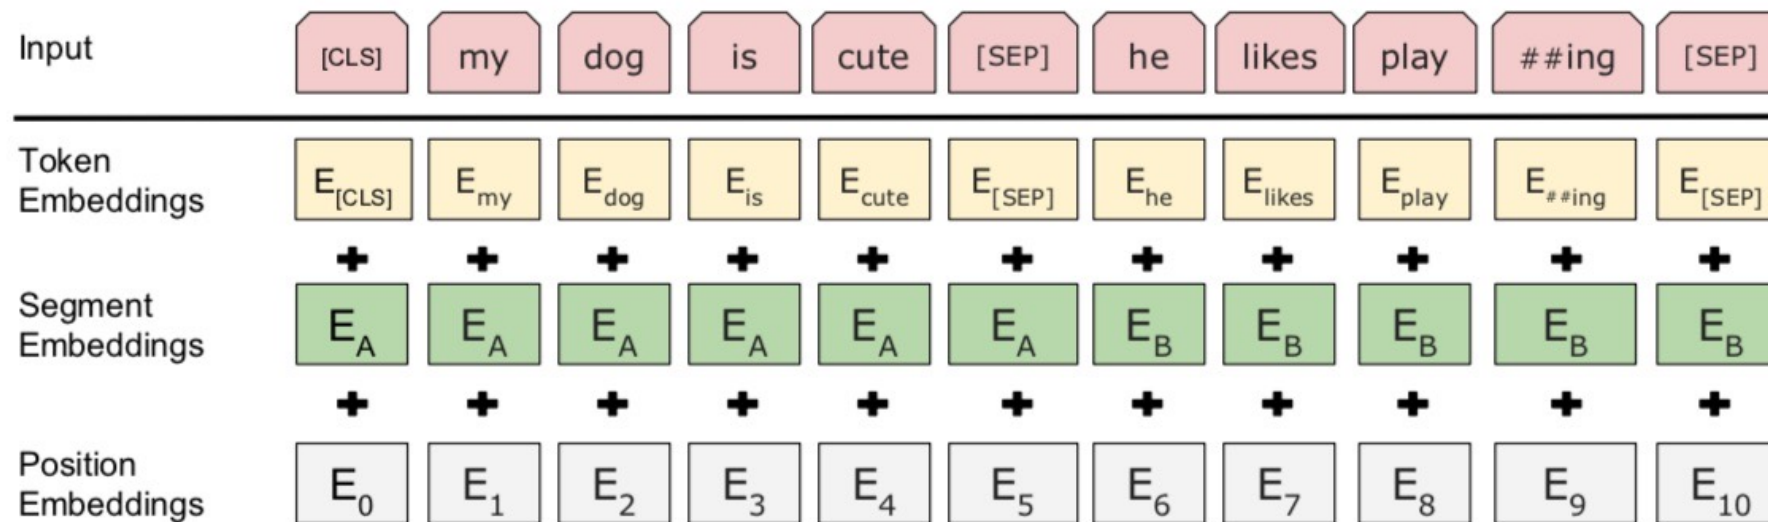 Input [CLS] my dog is cute [SEP] he likes play ##ing [SEP]
Token
Embeddings
E[CLS] Emy Edog Eis Ecute E[SEP] Ehe Elikes Eplay E##ing E[SEP]
+ + + + + + + + + + +
Segment
Embeddings
EA EA EA EA EA EA EB EB EB EB EB
+ + + + + + + + + + +
Position
Embeddings
E0 E1 E2 E3 E4 E5 E6 E7 E8 E9 E10